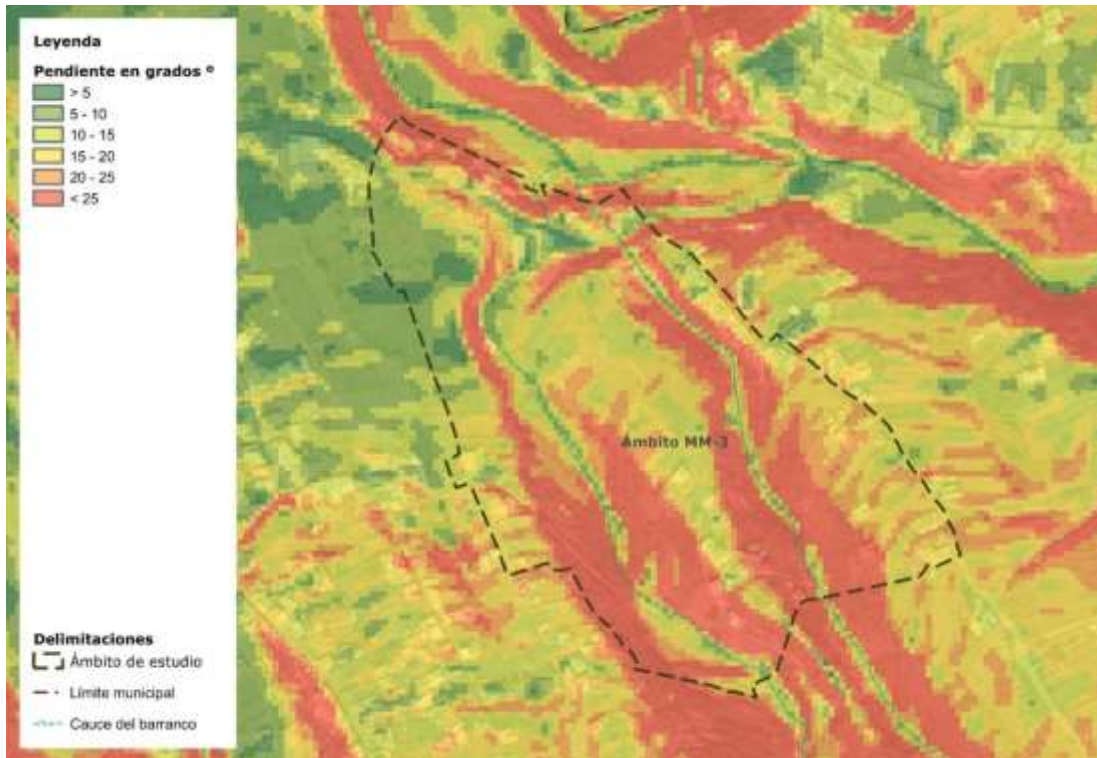 Leyenda
Pendiente en grados º
> 5
5 - 10
10 - 15
15 - 20
20 - 25
< 25
Ámbito MM-3
Delimitaciones
Ámbito de estudio
Límite municipal
Cauce del barranco